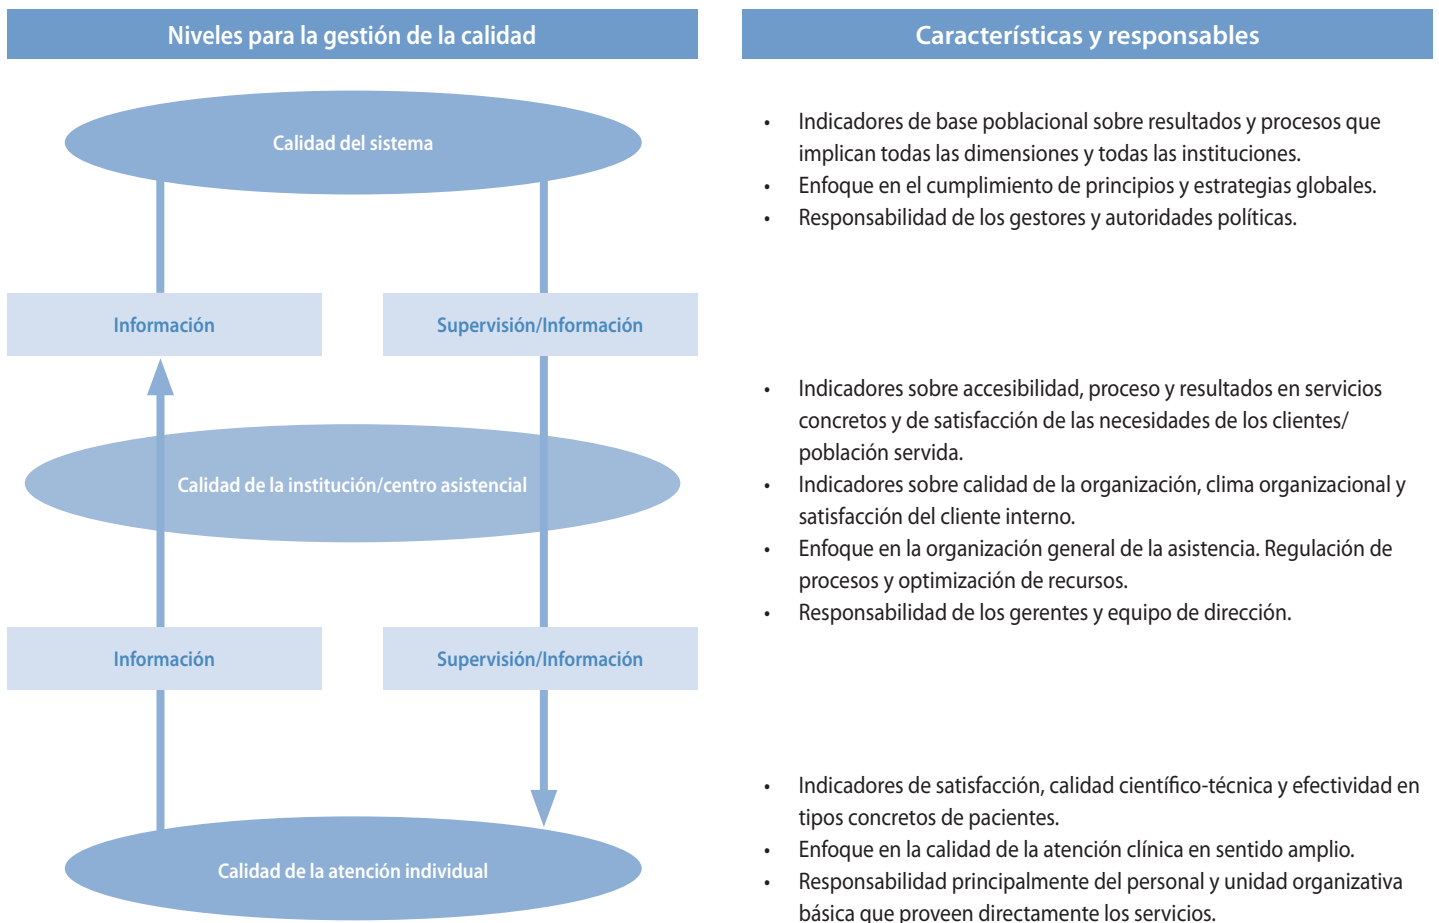 Niveles para la gestión de la calidad
Características y responsables
Calidad del sistema
• Indicadores de base poblacional sobre resultados y procesos que
implican todas las dimensiones y todas las instituciones.
• Enfoque en el cumplimiento de principios y estrategias globales.
• Responsabilidad de los gestores y autoridades políticas.
Información
Supervisión/Información
Calidad de la institución/centro asistencial
• Indicadores sobre accesibilidad, proceso y resultados en servicios
concretos y de satisfacción de las necesidades de los clientes/
población servida.
• Indicadores sobre calidad de la organización, clima organizacional y
satisfacción del cliente interno.
• Enfoque en la organización general de la asistencia. Regulación de
procesos y optimización de recursos.
• Responsabilidad de los gerentes y equipo de dirección.
Información
Supervisión/Información
Calidad de la atención individual
• Indicadores de satisfacción, calidad científico-técnica y efectividad en
tipos concretos de pacientes.
• Enfoque en la calidad de la atención clínica en sentido amplio.
• Responsabilidad principalmente del personal y unidad organizativa
básica que proveen directamente los servicios.